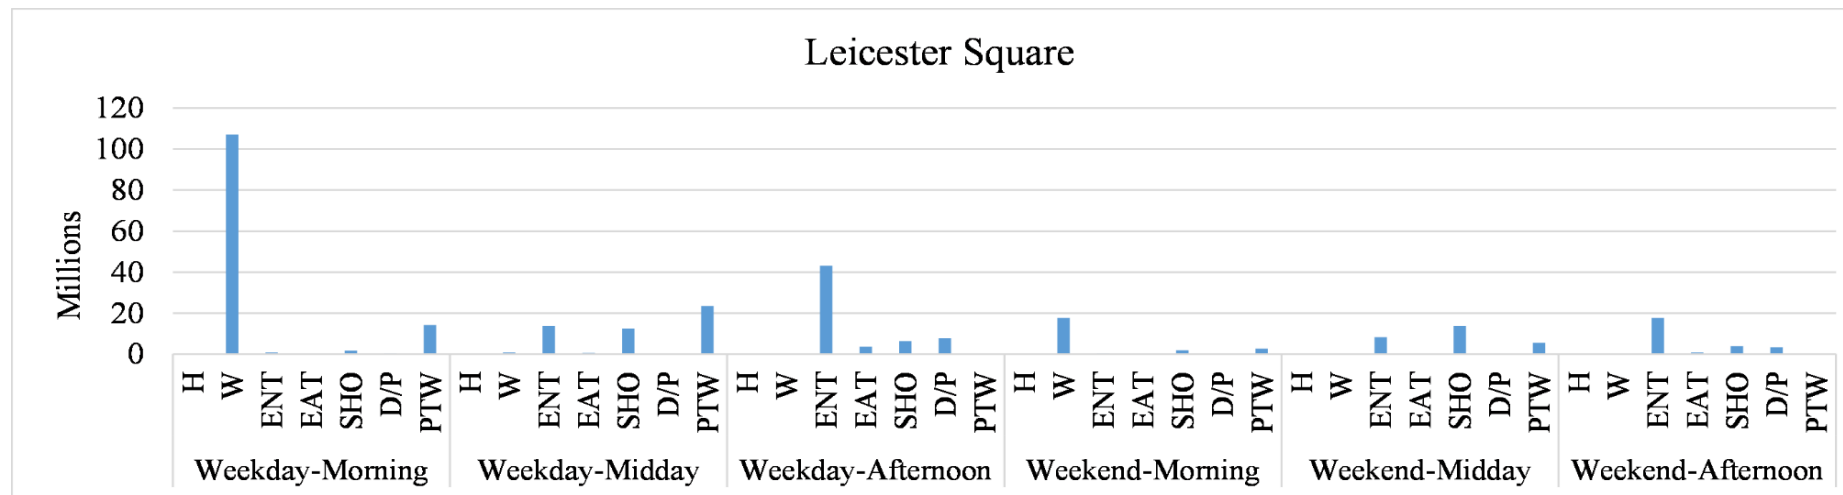 Leicester Square
Millions
120
100
80
60
40
20
0
H W ENT EAT SHO D/P PTW H W ENT EAT SHO D/P PTW H W ENT EAT SHO D/P PTW H W ENT EAT SHO D/P PTW H W ENT EAT SHO D/P PTW H W ENT EAT SHO D/P PTW
Weekday-Morning Weekday-Midday Weekday-Afternoon Weekend-Morning Weekend-Midday Weekend-Afternoon